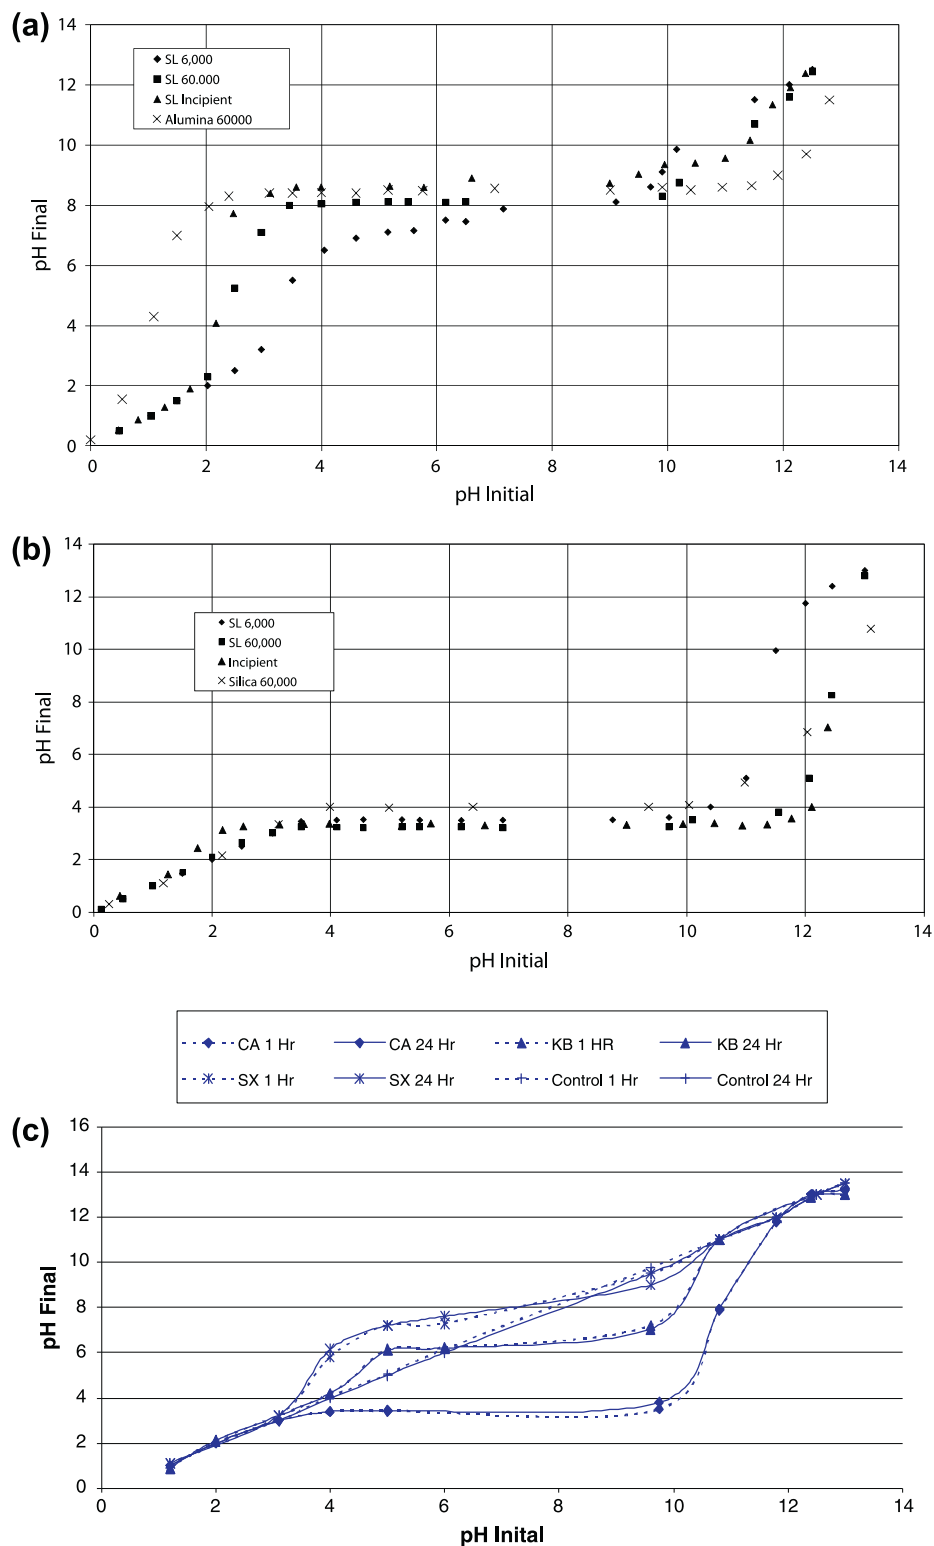 (a)
14
12
10
8
6
4
2
0
pH Final
SL 6,000
SL 60.000
SL Incipient
Alumina 60000
0 2 4 6 8 10 12 14
pH Initial
(b)
14
12
10
8
6
4
2
0
pH Final
SL 6,000
SL 60,000
Incipient
Silica 60,000
0 2 4 6 8 10 12 14
pH Initial
CA 1 Hr CA 24 Hr KB 1 HR KB 24 Hr
SX 1 Hr SX 24 Hr Control 1 Hr Control 24 Hr
(c)
16
14
12
10
8
6
4
2
0
pH Final
0 2 4 6 8 10 12 14
pH Inital